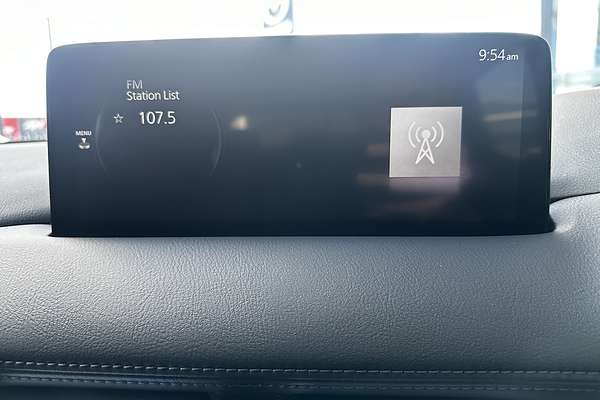 9:54am
FM
Station List
☆ 107.5
MENU